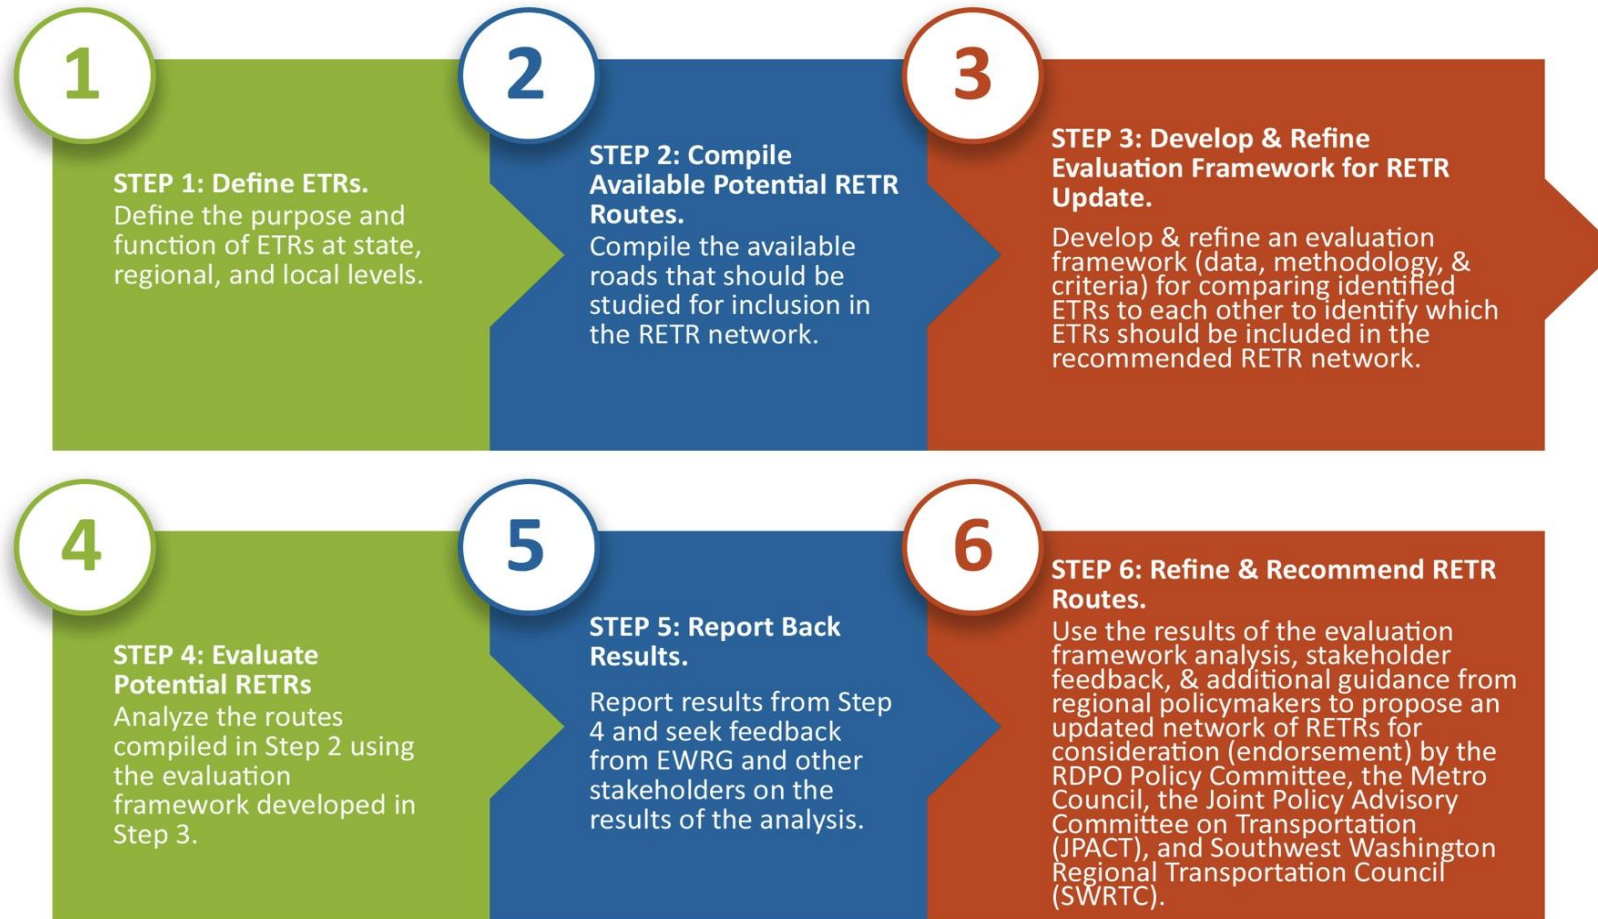 1
STEP 1: Define ETRs.
Define the purpose and
function of ETRs at state,
regional, and local levels.
2
STEP 2: Compile
Available Potential RETR
Routes.
Compile the available
roads that should be
studied for inclusion in
the RETR network.
3
STEP 3: Develop & Refine
Evaluation Framework for RETR
Update.
Develop & refine an evaluation
framework (data, methodology, &
criteria) for comparing identified
ETRs to each other to identify which
ETRs should be included in the
recommended RETR network.
4
STEP 4: Evaluate
Potential RETRs
Analyze the routes
compiled in Step 2 using
the evaluation
framework developed in
Step 3.
5
STEP 5: Report Back
Results.
Report results from Step
4 and seek feedback
from EWRG and other
stakeholders on the
results of the analysis.
6
STEP 6: Refine & Recommend RETR
Routes.
Use the results of the evaluation
framework analysis, stakeholder
feedback, & additional guidance from
regional policymakers to propose an
updated network of RETRs for
consideration (endorsement) by the
RDPO Policy Committee, the Metro
Council, the Joint Policy Advisory
Committee on Transportation
(JPACT), and Southwest Washington
Regional Transportation Council
(SWRTC).